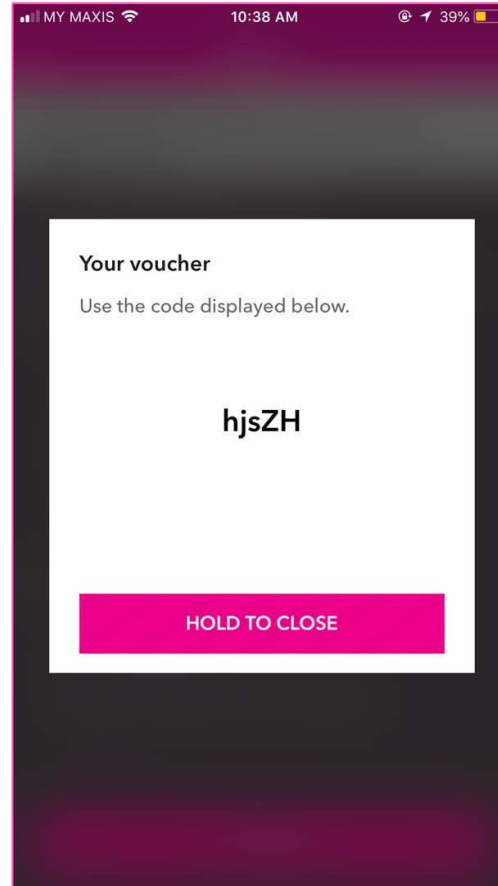 MY MAXIS 10:38 AM 39%
Your voucher
Use the code displayed below.
hjsZH
HOLD TO CLOSE